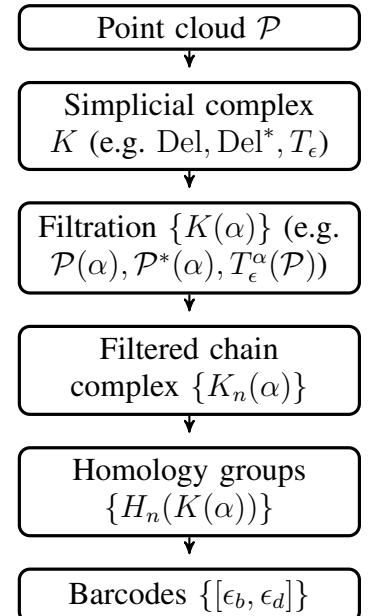 Point cloud 𝒫
Simplicial complex
K (e.g. Del, Del*, T_ϵ)
Filtration {K(α)} (e.g.
𝒫(α), 𝒫*(α), T_ϵ^α(𝒫))
Filtered chain
complex {K_n(α)}
Homology groups
{H_n(K(α))}
Barcodes {[ϵ_b, ϵ_d]}